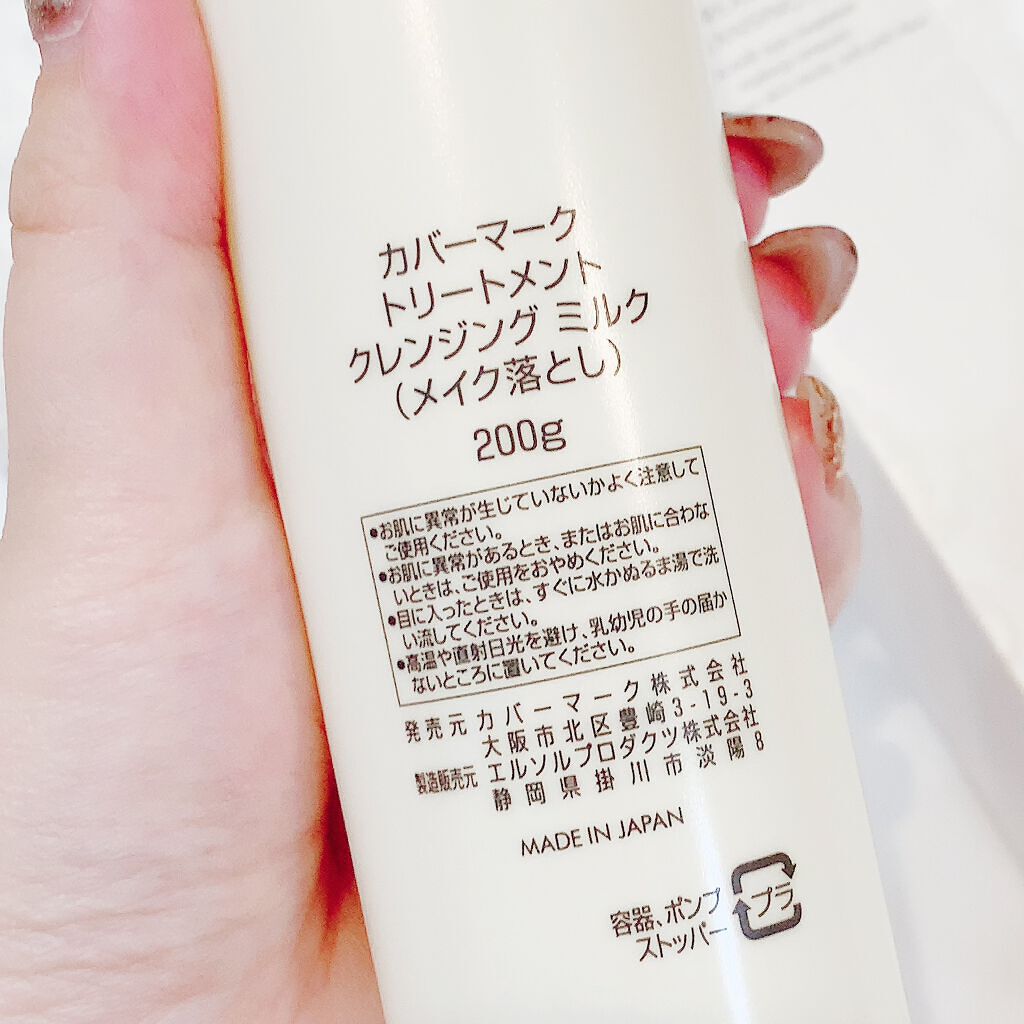 カバーマーク
トリートメント
クレンジング ミルク
（メイク落とし）
200g
●お肌に異常が生じていないかよく注意して
ご使用ください。
●お肌に異常があるとき、またはお肌に合わな
いときは、ご使用をおやめください。
●目に入ったときは、すぐに水かぬるま湯で洗
い流してください。
●高温や直射日光を避け、乳幼児の手の届か
ないところに置いてください。
発売元 カバーマーク株式会社
大阪市北区豊崎3-19-3
製造販売元 エルソルプロダクツ株式会社
静岡県掛川市淡陽8
MADE IN JAPAN
プラ
容器、ポンプ
ストッパー